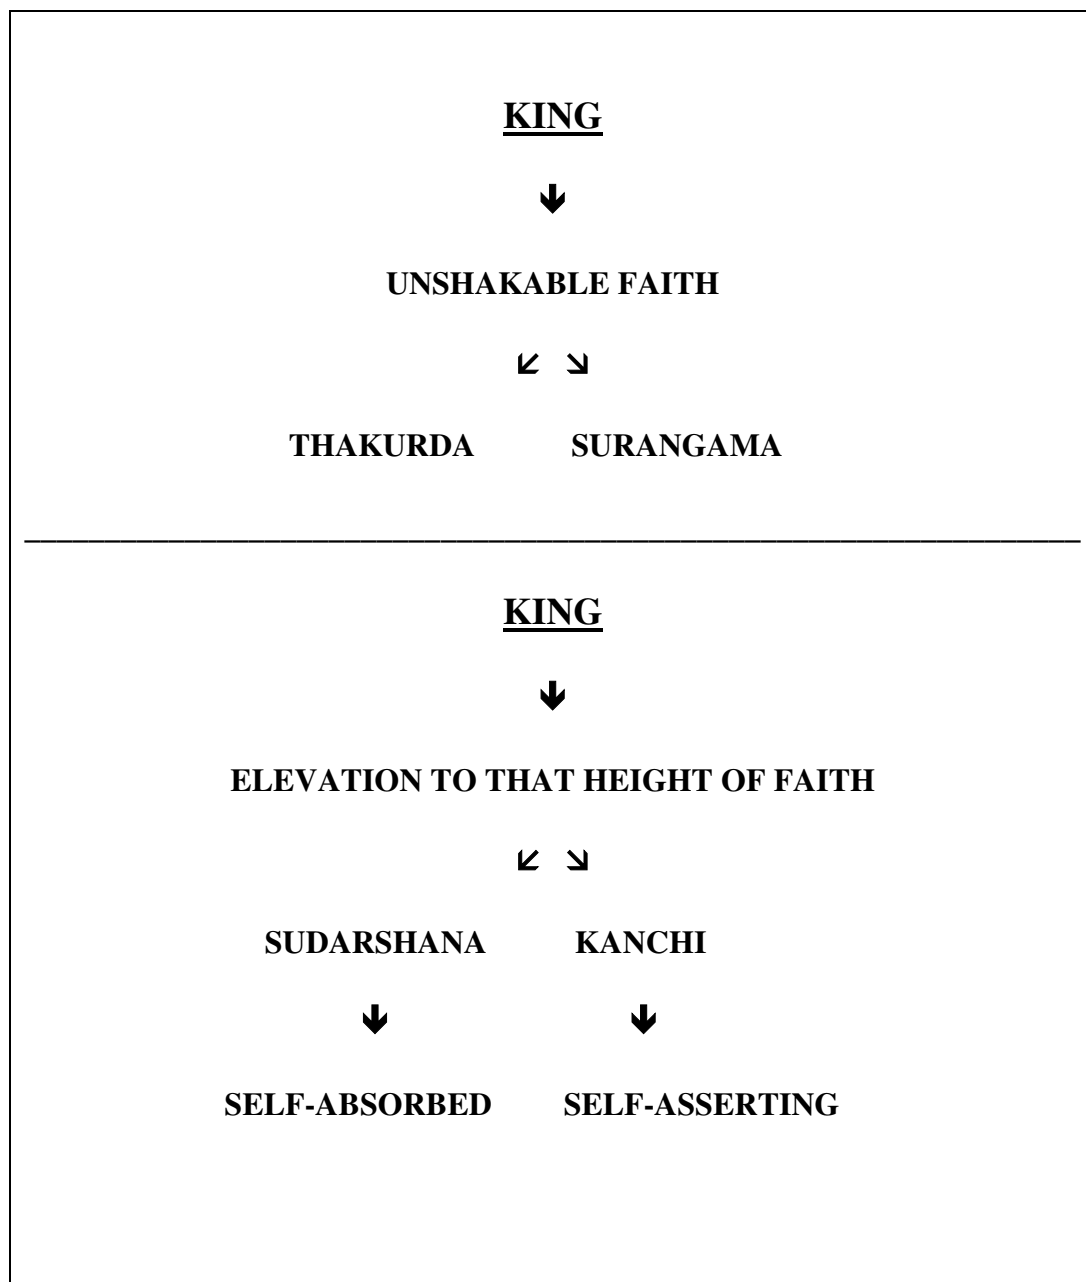 KING
UNSHAKABLE FAITH
THAKURDA SURANGAMA
KING
ELEVATION TO THAT HEIGHT OF FAITH
SUDARSHANA KANCHI
SELF-ABSORBED SELF-ASSERTING